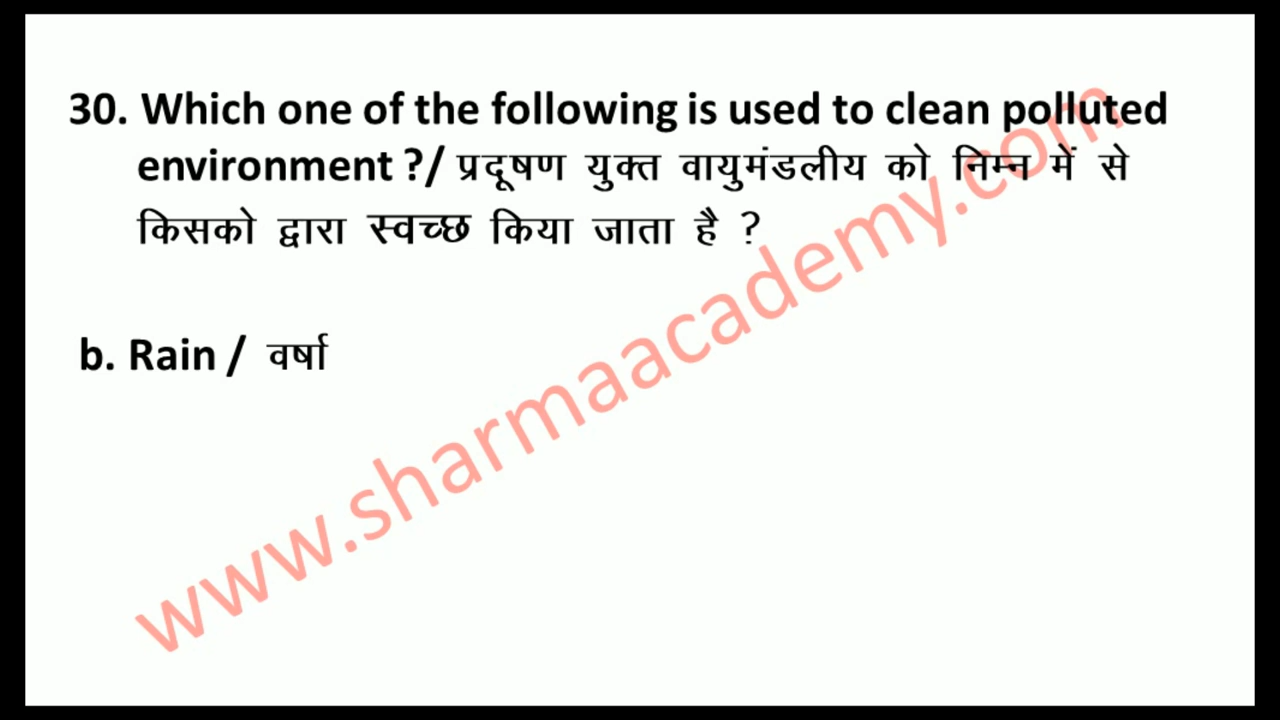 30. Which one of the following is used to clean polluted
environment ?/ प्रदूषण युक्त वायुमंडलीय को निम्न में से
किसको द्वारा स्वच्छ किया जाता है ?
b. Rain / वर्षा
www.sharmaacademy.com